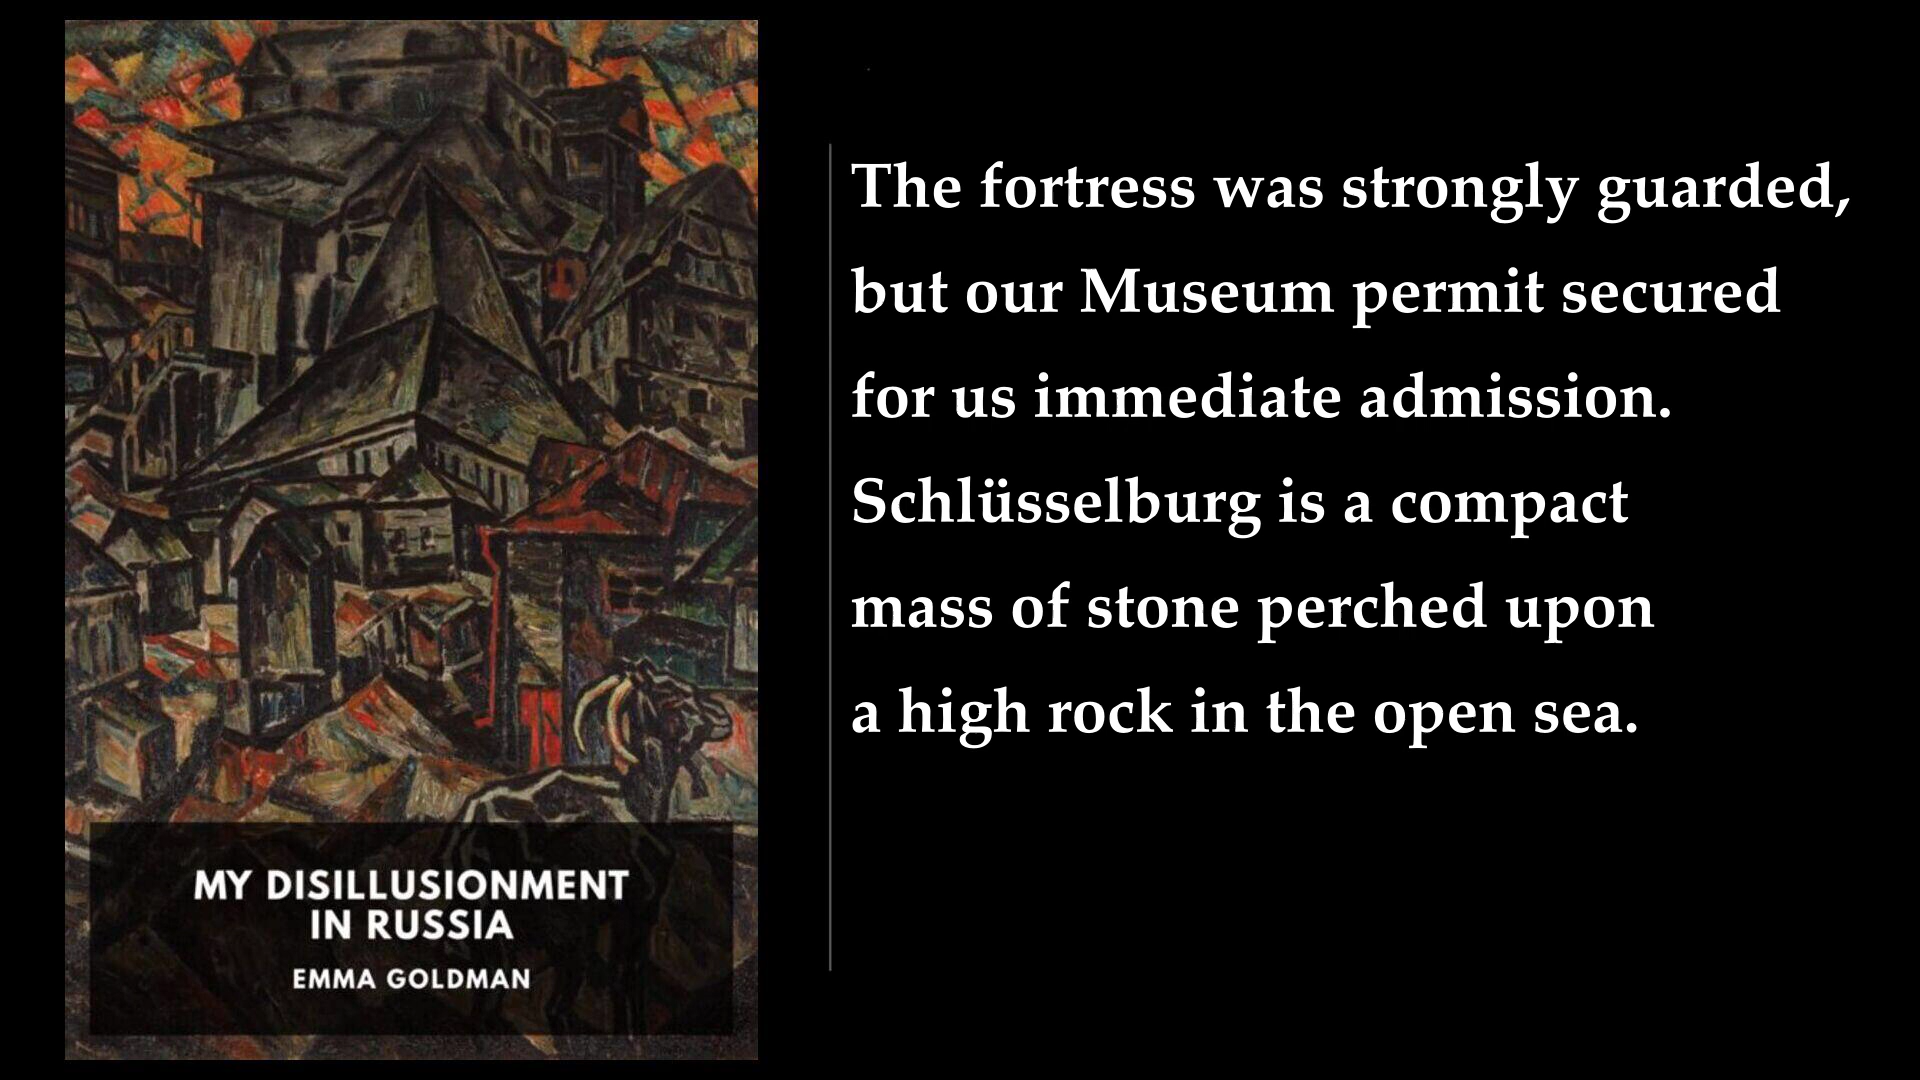 The fortress was strongly guarded,
but our Museum permit secured
for us immediate admission.
Schlüsselburg is a compact
mass of stone perched upon
a high rock in the open sea.
MY DISILLUSIONMENT
IN RUSSIA
EMMA GOLDMAN